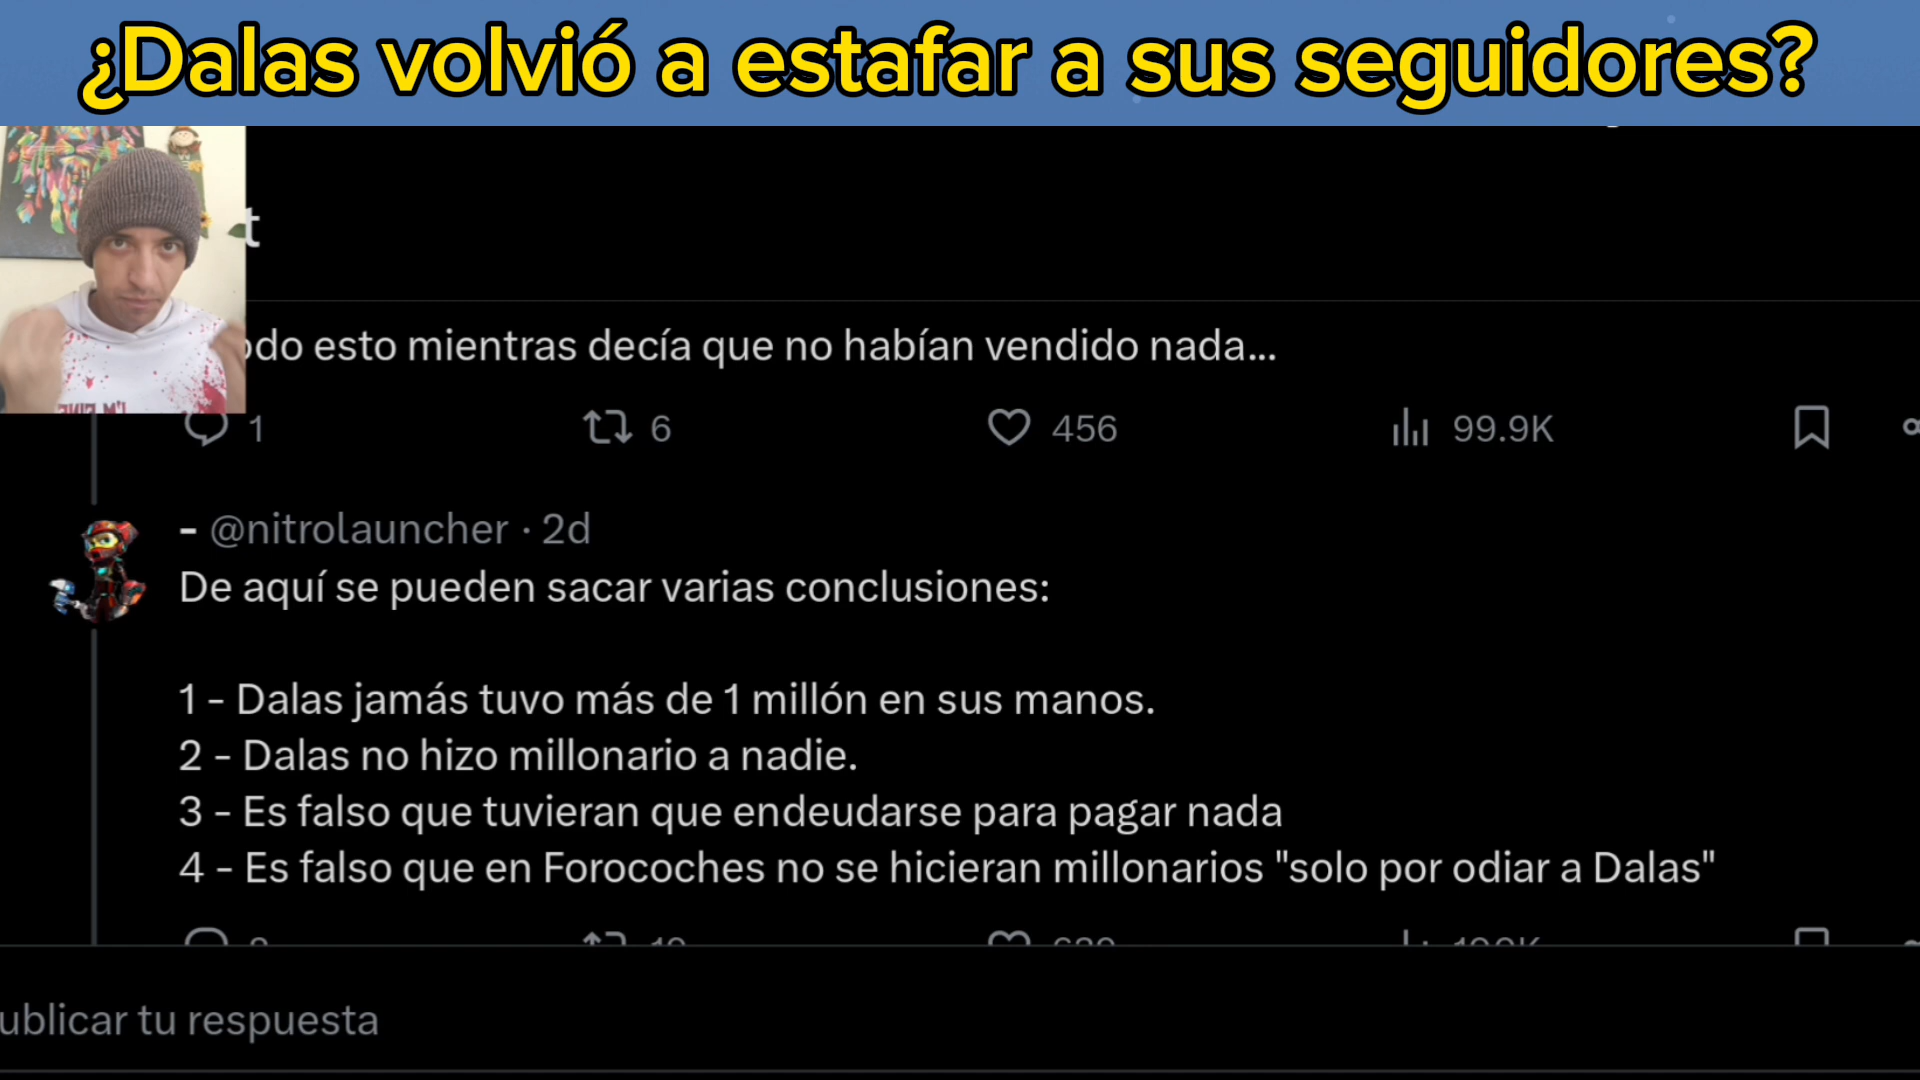 ¿Dalas volvió a estafar a sus seguidores?
t
odo esto mientras decía que no habían vendido nada...
1 6 456 99.9K
- @nitrolauncher · 2d
De aquí se pueden sacar varias conclusiones:
1 - Dalas jamás tuvo más de 1 millón en sus manos.
2 - Dalas no hizo millonario a nadie.
3 - Es falso que tuvieran que endeudarse para pagar nada
4 - Es falso que en Forocoches no se hicieran millonarios "solo por odiar a Dalas"
ublicar tu respuesta